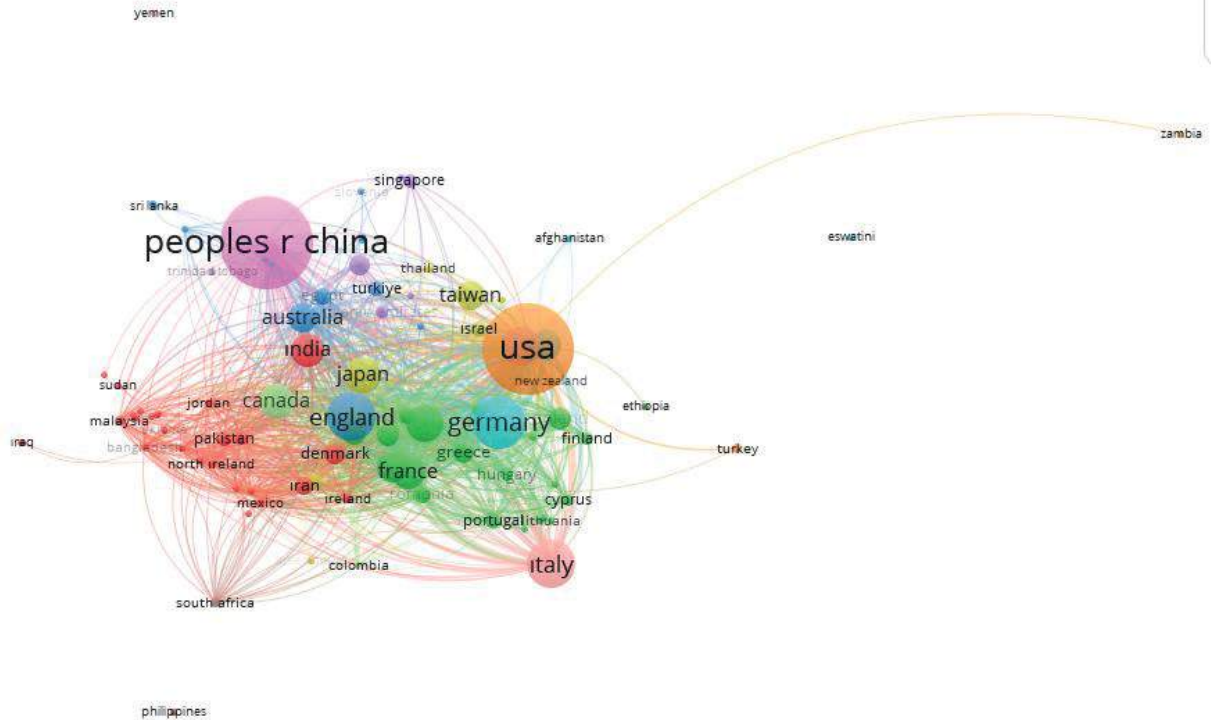 yemen
zambia
singapore
slovenia
sri lanka
peoples r china
afghanistan
eswatini
trinidad tobago
thailand
turkiye
egypt
taiwan
australia
israel
india
usa
japan
new zealand
sudan
jordan
canada
england
germany
ethiopia
malaysia
iraq
pakistan
bangladesh
denmark
greece
finland
turkey
north ireland
france
hungary
iran
romania
mexico
ireland
cyprus
portugal
lithuania
colombia
italy
south africa
philippines